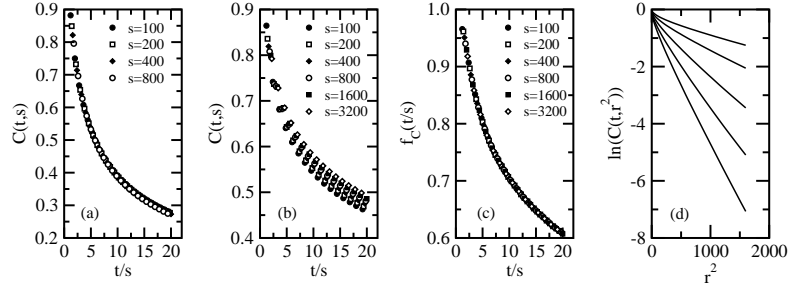 0.9
0.8
0.7
0.6
0.5
0.4
0.3
0.2
C(t,s)
s=100
s=200
s=400
s=800
(a)
0 5 10 15 20
t/s
0.9
0.8
0.7
0.6
0.5
0.4
C(t,s)
s=100
s=200
s=400
s=800
s=1600
s=3200
(b)
0 5 10 15 20
t/s
1.0
0.9
0.8
0.7
0.6
f_C(t/s)
s=100
s=200
s=400
s=800
s=1600
s=3200
(c)
0 5 10 15 20
t/s
0
-2
-4
-6
-8
ln(C(t,r²)
(d)
0 1000 2000
r²